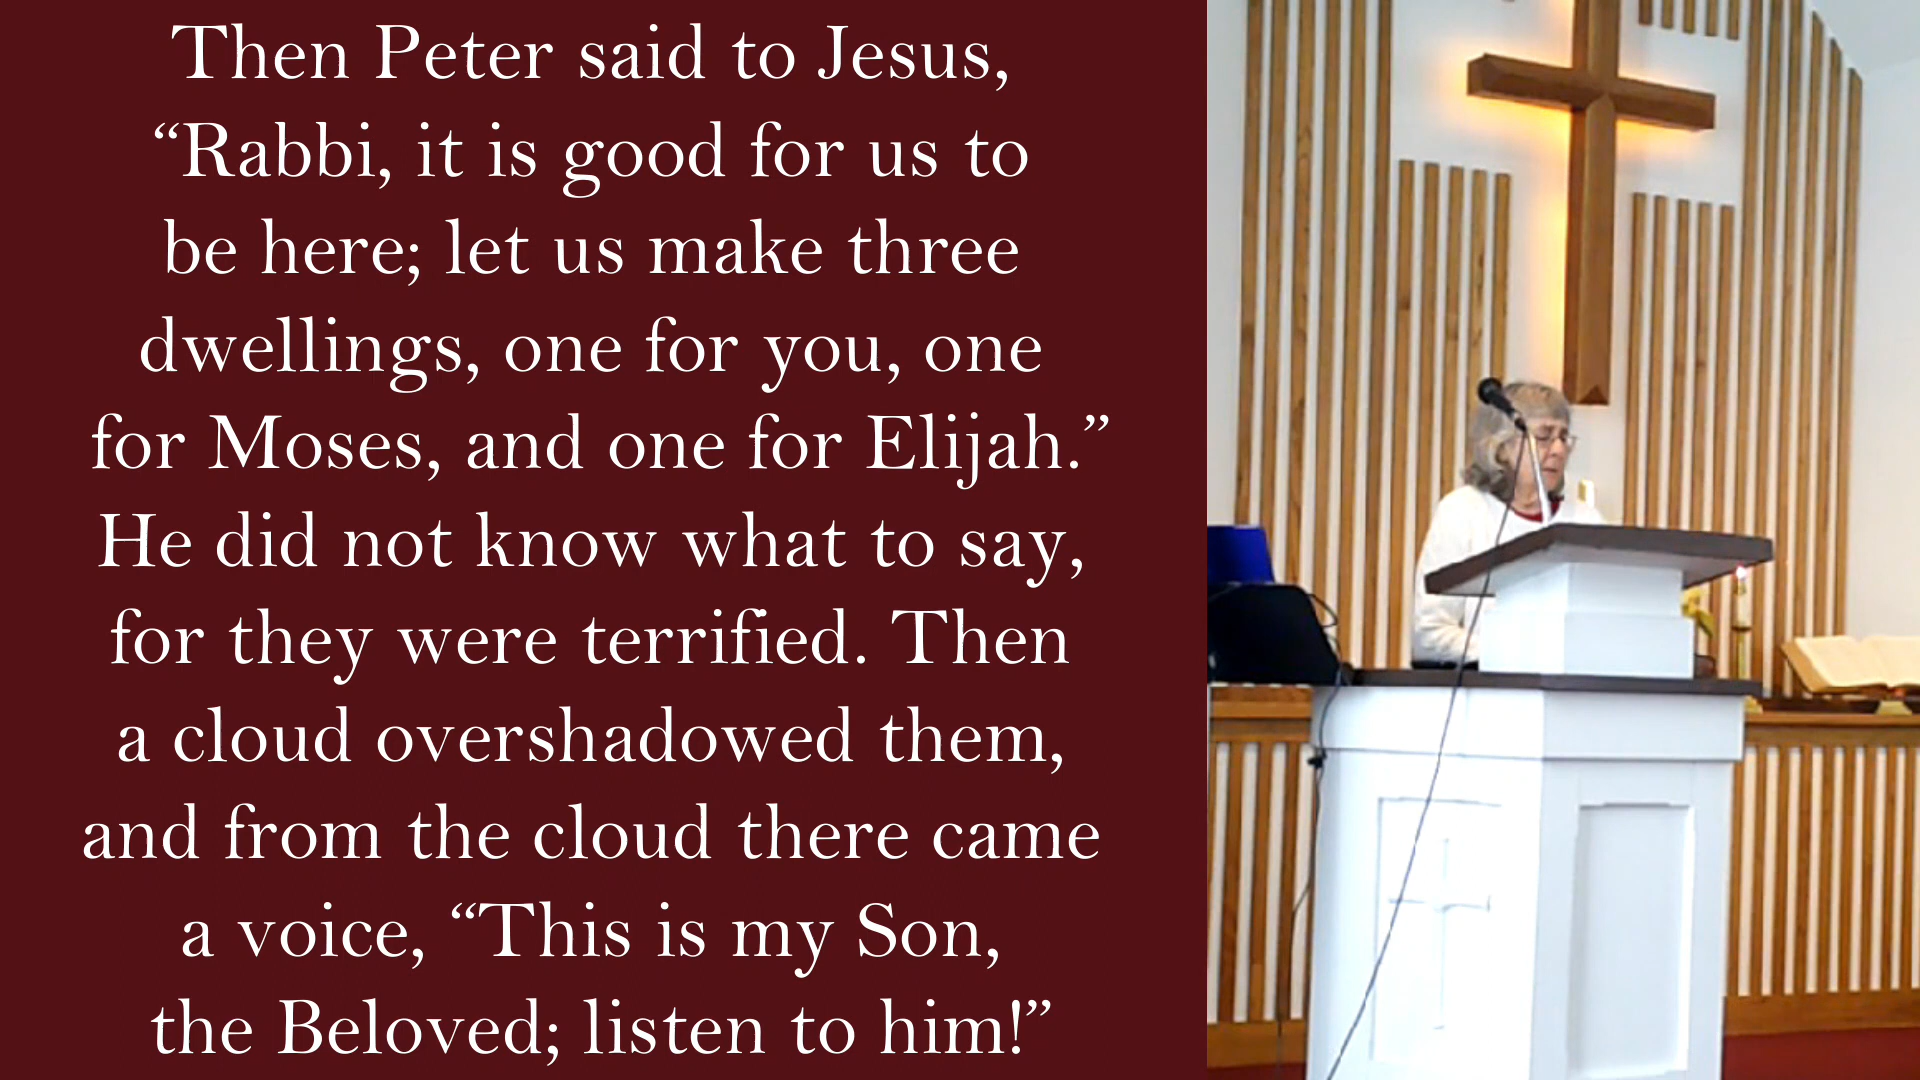 Then Peter said to Jesus,
“Rabbi, it is good for us to
be here; let us make three
dwellings, one for you, one
for Moses, and one for Elijah.”
He did not know what to say,
for they were terrified. Then
a cloud overshadowed them,
and from the cloud there came
a voice, “This is my Son,
the Beloved; listen to him!”